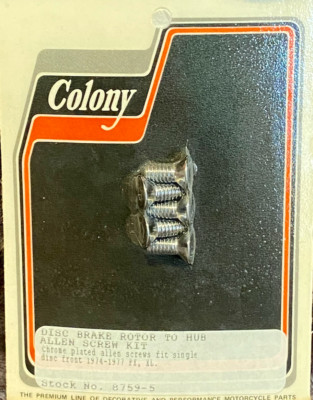 Colony
DISC BRAKE ROTOR TO HUB
ALLEN SCREW KIT
Chrome plated allen screws fit single
disc front 1974-1977 FX, XL.
Stock No. 8759-5
THE PREMIUM LINE OF DECORATIVE AND PERFORMANCE MOTORCYCLE PARTS